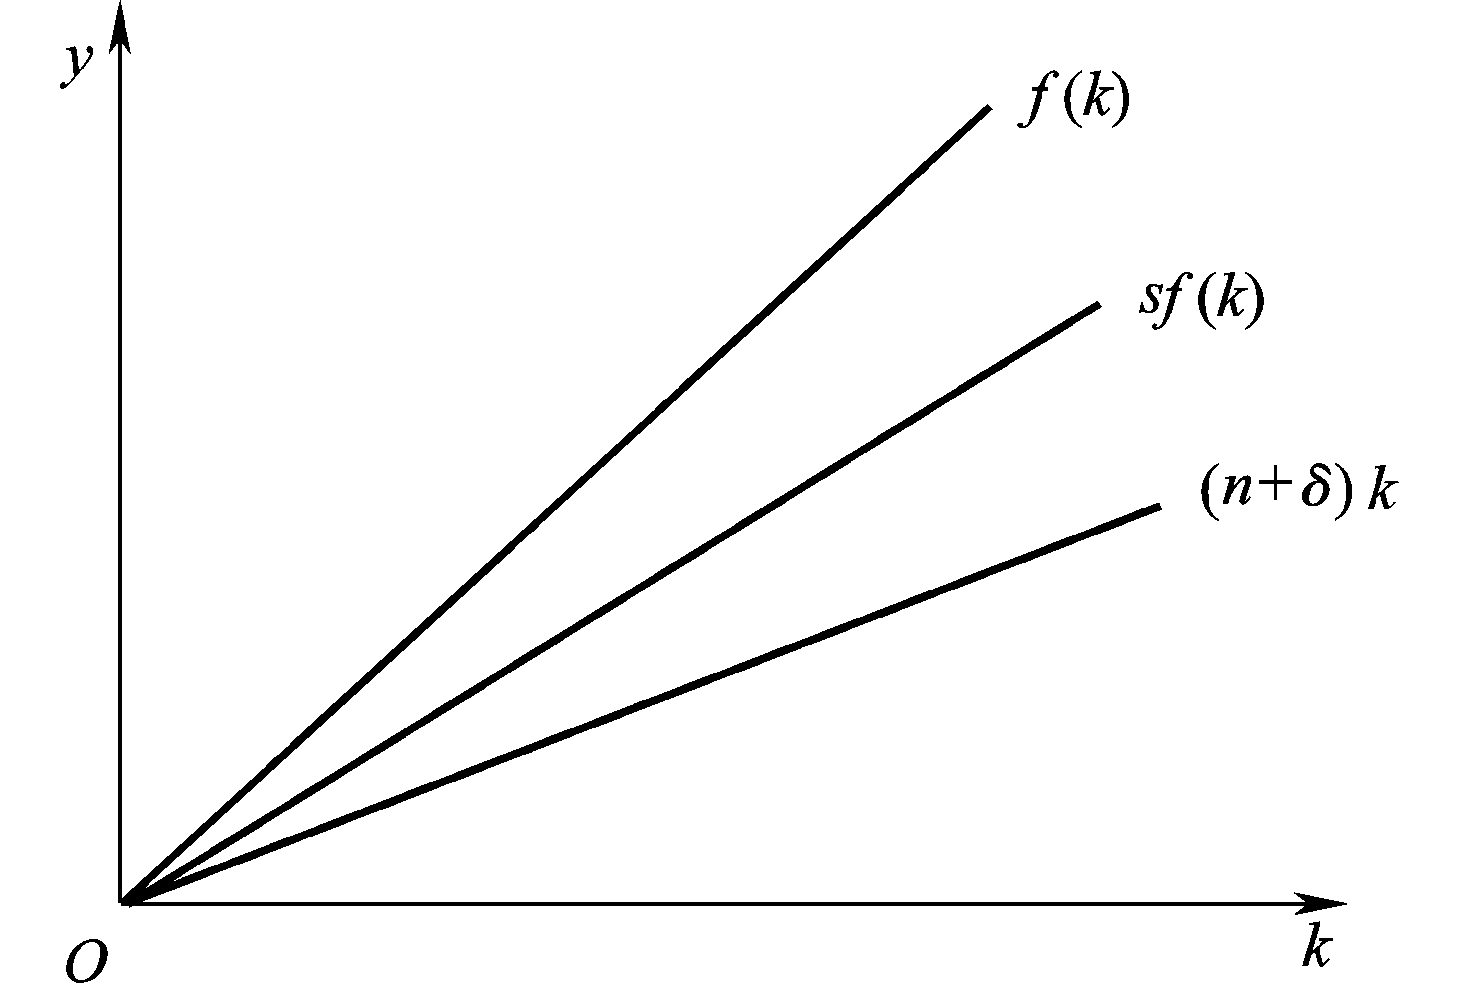 y
f(k)
sf(k)
(n+δ)k
O
k